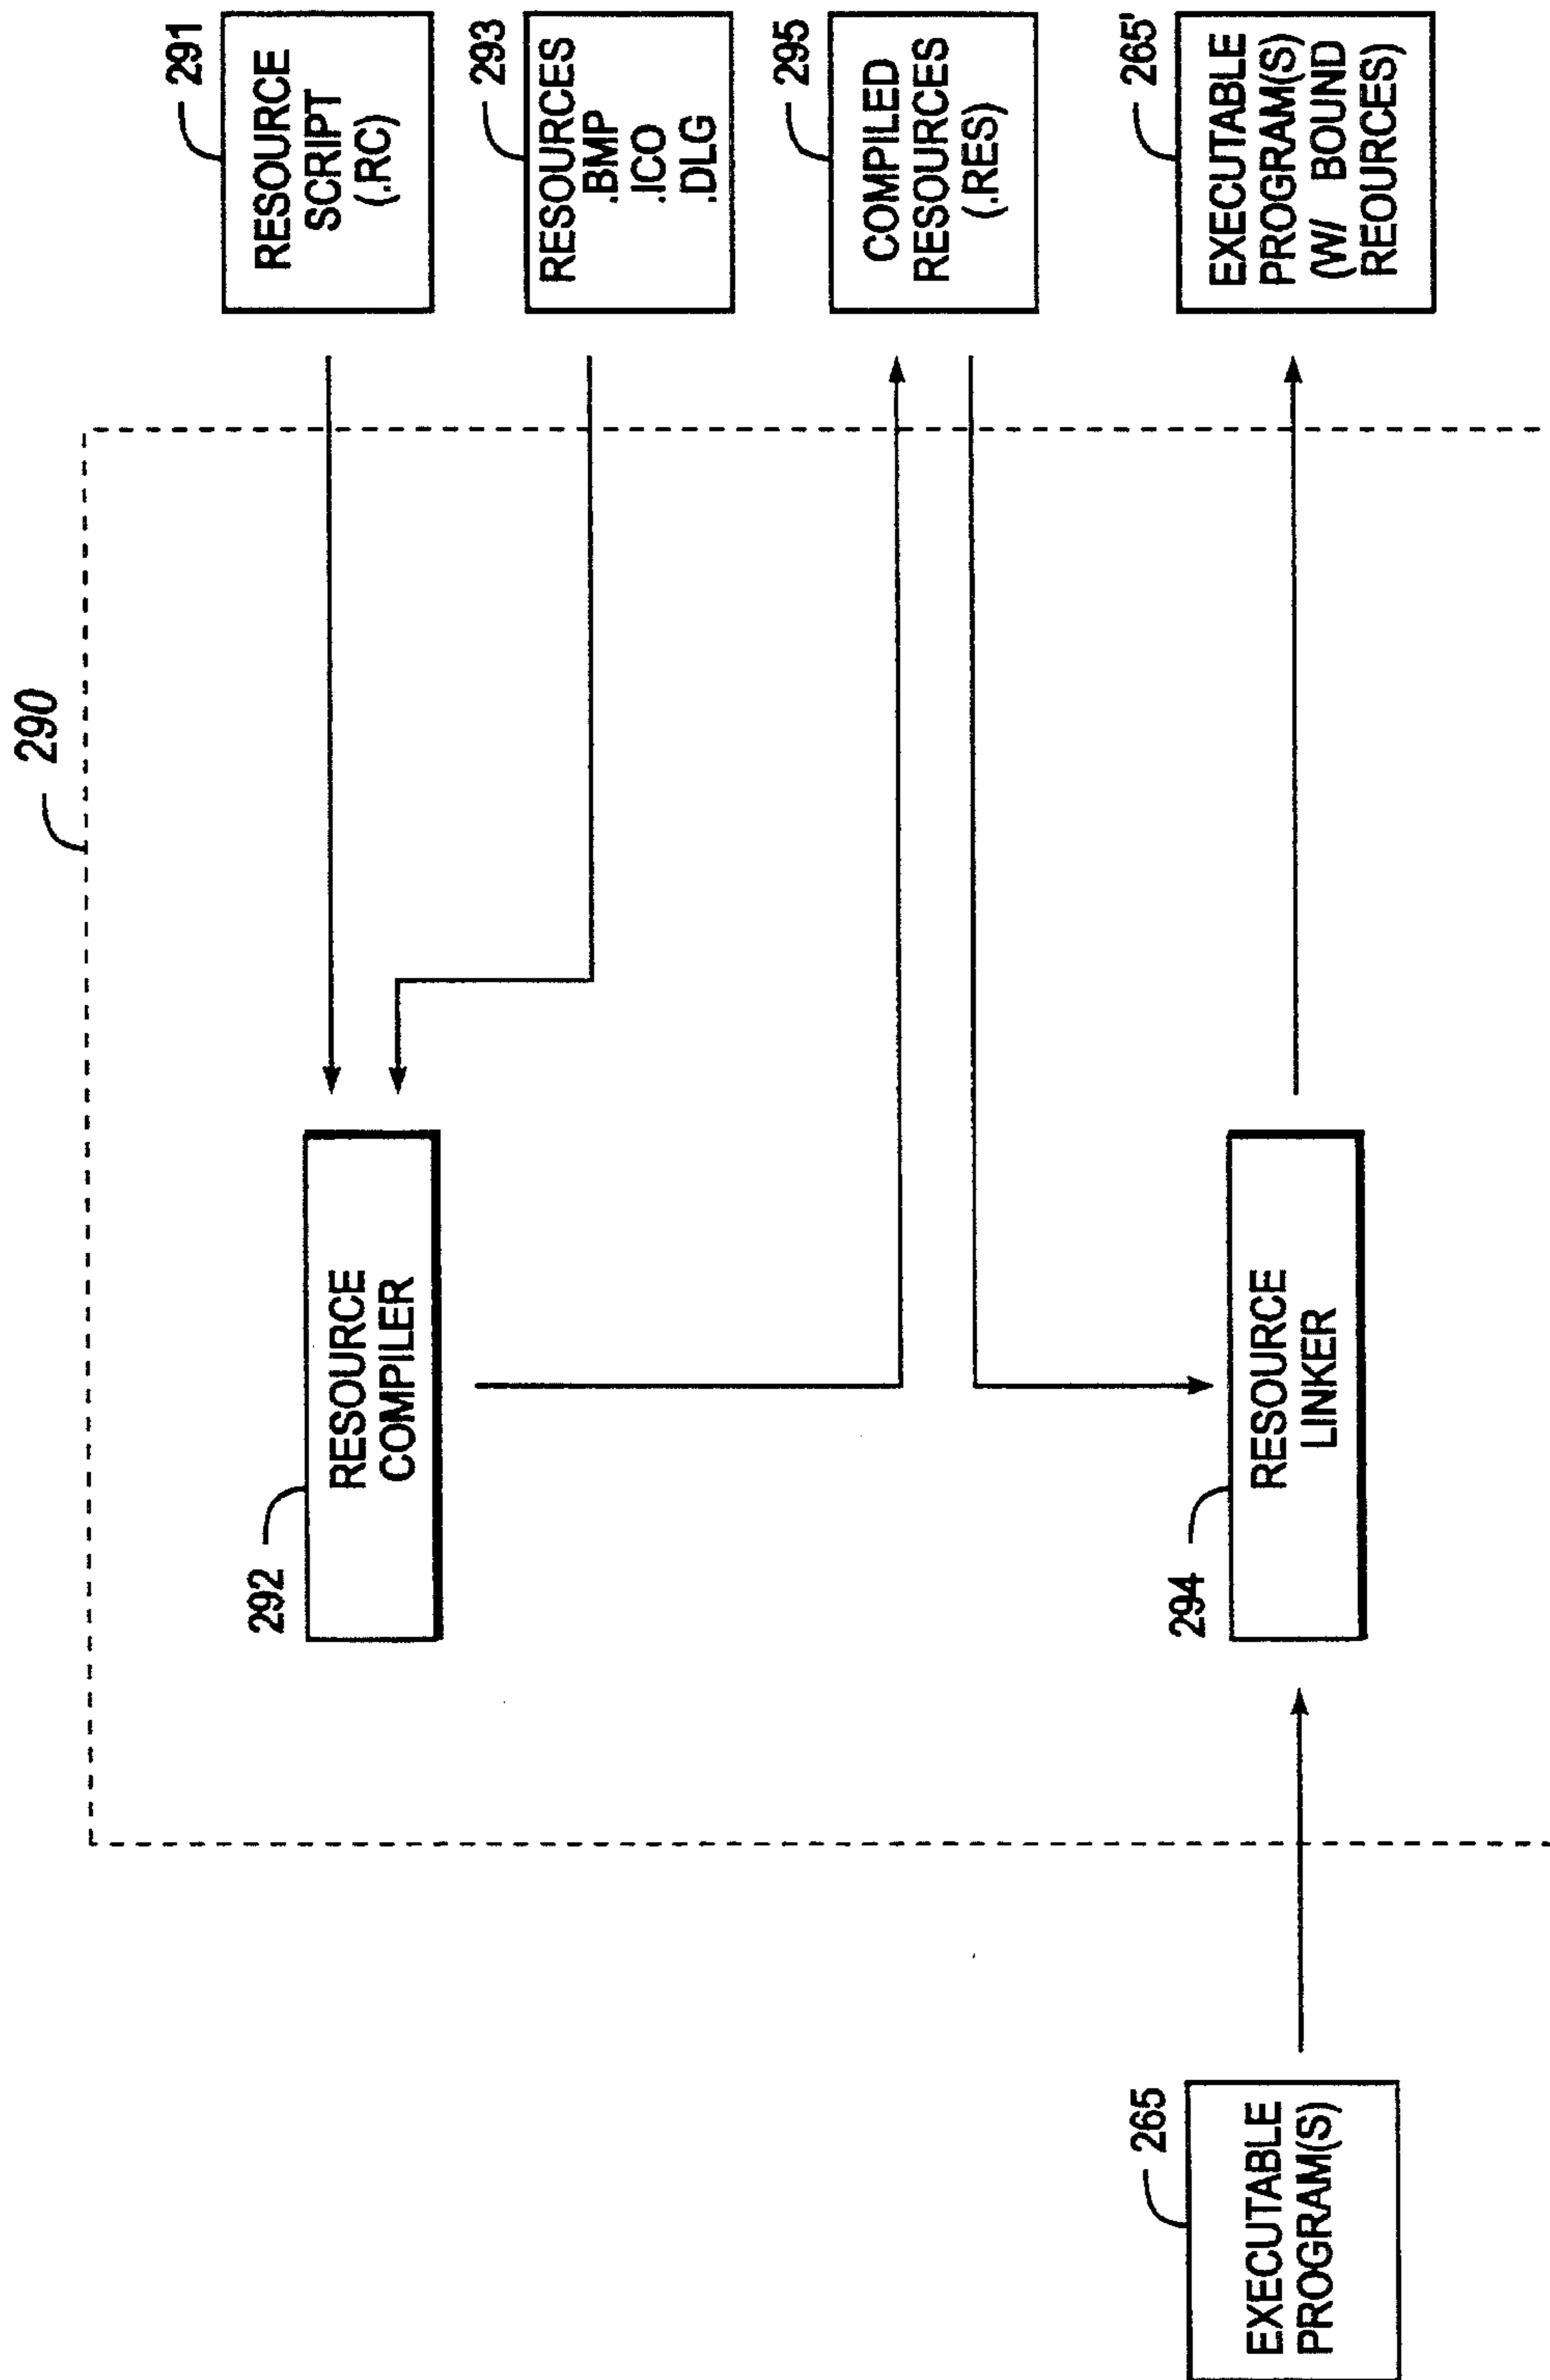 290
292
RESOURCE
COMPILER
291
RESOURCE
SCRIPT
(.RC)
293
RESOURCES
.BMP
.ICO
.DLG
295
COMPILED
RESOURCES
(.RES)
265
EXECUTABLE
PROGRAM(S)
294
RESOURCE
LINKER
265'
EXECUTABLE
PROGRAM(S)
(W/ BOUND
REOURCES)